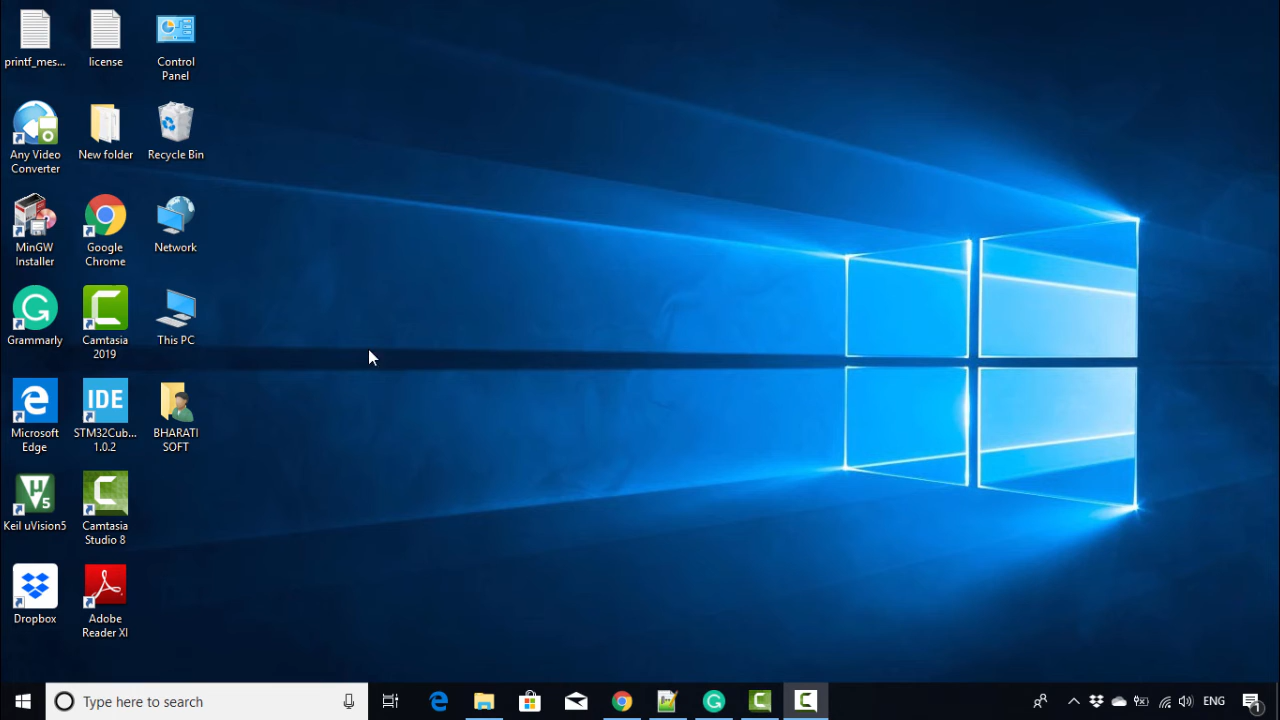 printf_mes...
license
Control
Panel
Any Video
Converter
New folder
Recycle Bin
MinGW
Installer
Google
Chrome
Network
Grammarly
Camtasia
2019
This PC
IDE
Microsoft
Edge
STM32Cub...
1.0.2
BHARATI
SOFT
Keil uVision5
Camtasia
Studio 8
Dropbox
Adobe
Reader XI
Type here to search
ENG
1